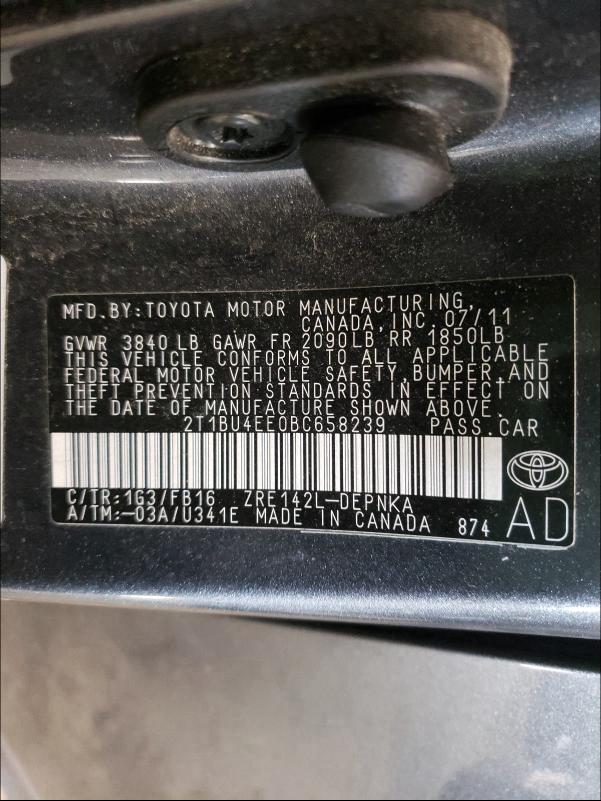 MFD. BY: TOYOTA MOTOR MANUFACTURING,
CANADA, INC. 07/11
GVWR 3840 LB GAWR FR 2090LB RR 1850LB
THIS VEHICLE CONFORMS TO ALL APPLICABLE
FEDERAL MOTOR VEHICLE SAFETY, BUMPER, AND
THEFT PREVENTION STANDARDS IN EFFECT ON
THE DATE OF MANUFACTURE SHOWN ABOVE.
2T1BU4EE0BC658239 PASS. CAR
C/TR: 1G3/FB16 ZRE142L-DEPNKA
A/TM: -03A/U341E MADE IN CANADA 874 AD